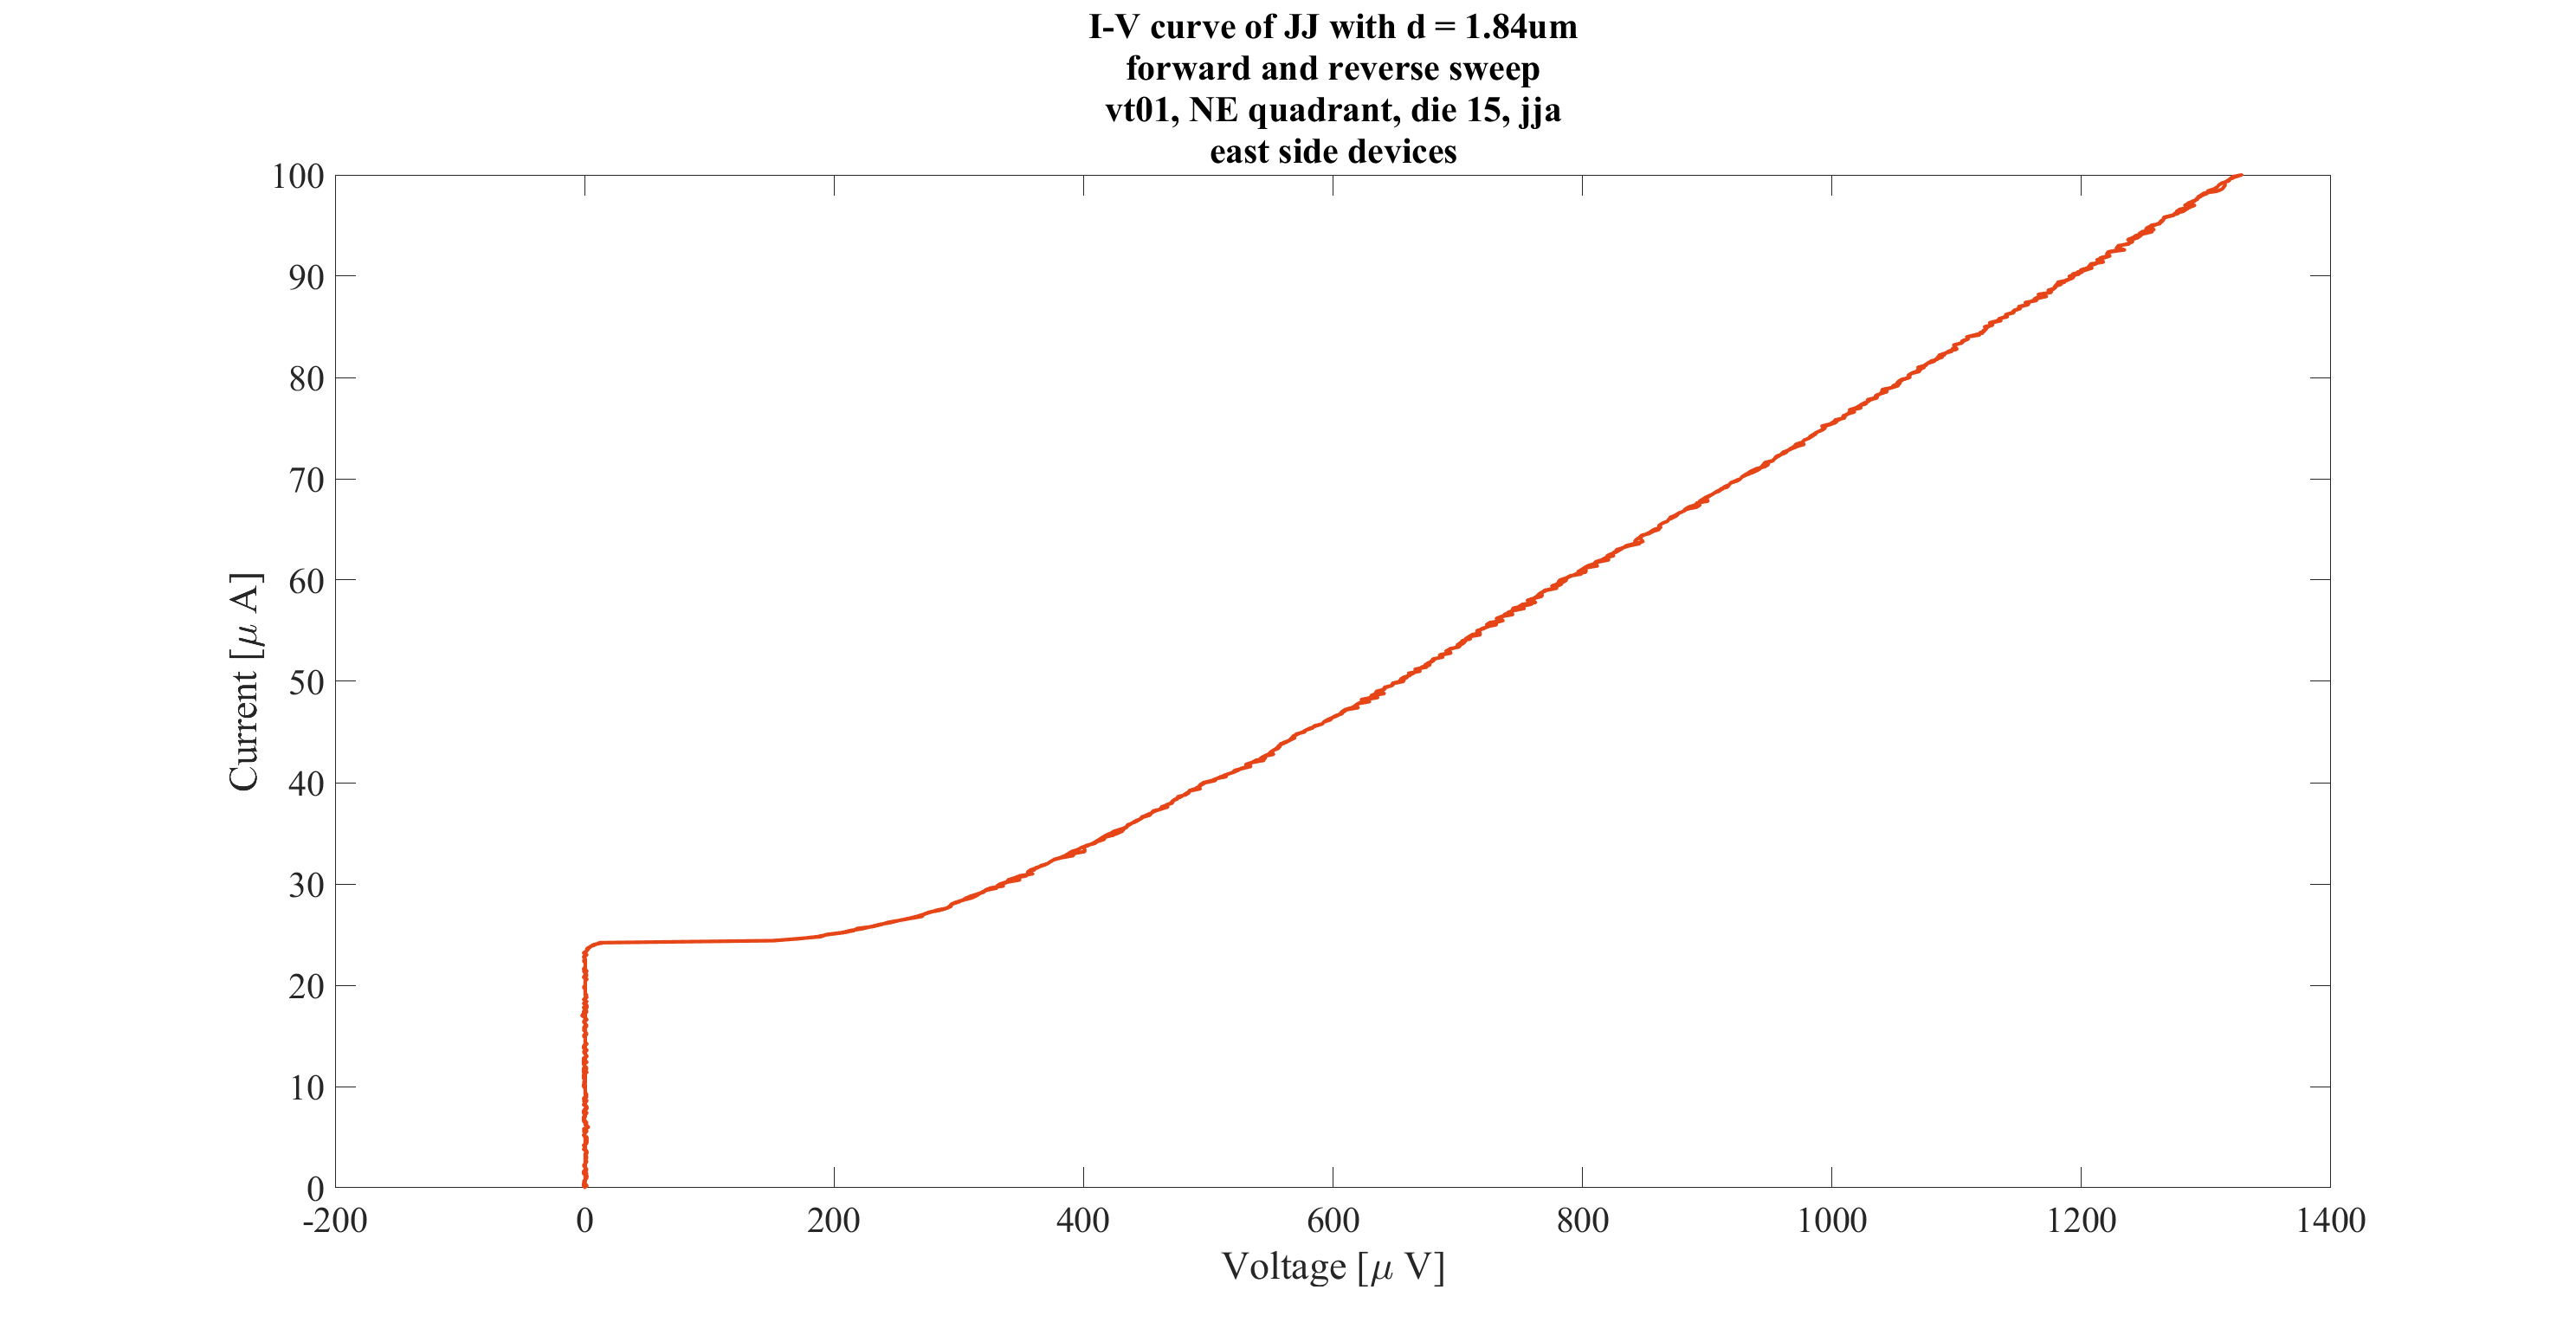 I-V curve of JJ with d = 1.84um
forward and reverse sweep
vt01, NE quadrant, die 15, jja
east side devices
100
90
80
70
60
50
40
30
20
10
0
Current [μ A]
-200 0 200 400 600 800 1000 1200 1400
Voltage [μ V]